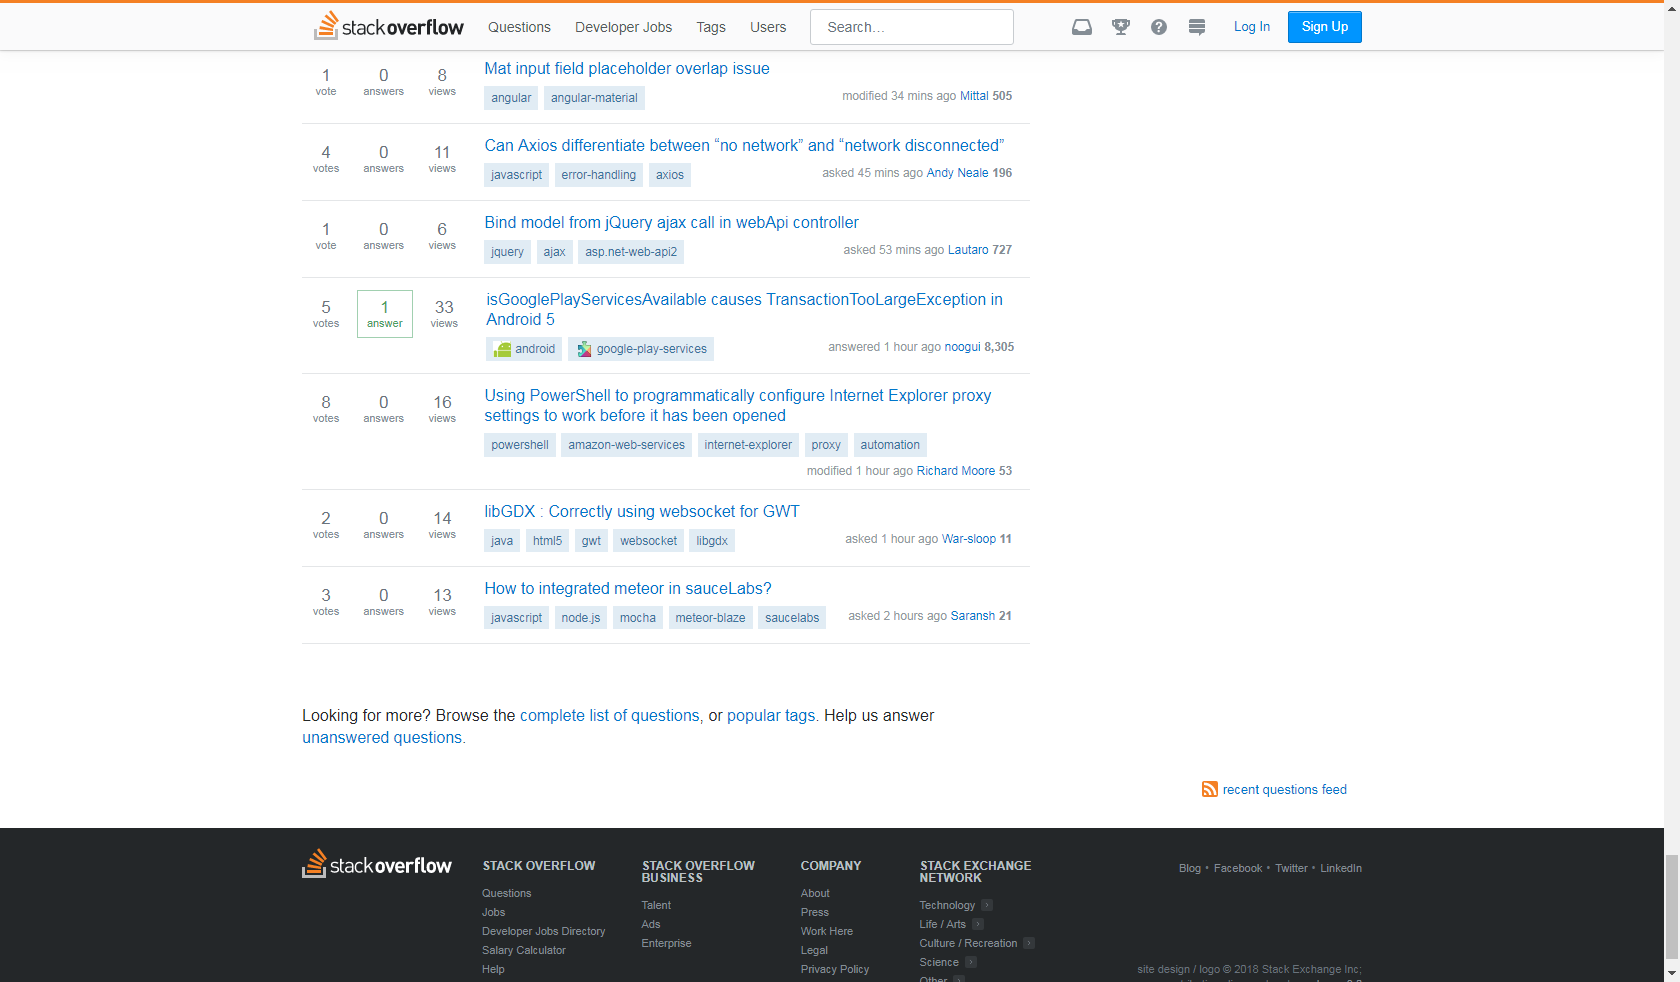 stackoverflow Questions Developer Jobs Tags Users Search... Log In Sign Up
1 vote 0 answers 8 views
Mat input field placeholder overlap issue
angular angular-material
modified 34 mins ago Mittal 505
4 votes 0 answers 11 views
Can Axios differentiate between “no network” and “network disconnected”
javascript error-handling axios
asked 45 mins ago Andy Neale 196
1 vote 0 answers 6 views
Bind model from jQuery ajax call in webApi controller
jquery ajax asp.net-web-api2
asked 53 mins ago Lautaro 727
5 votes 1 answer 33 views
isGooglePlayServicesAvailable causes TransactionTooLargeException in
Android 5
android google-play-services
answered 1 hour ago noogui 8,305
8 votes 0 answers 16 views
Using PowerShell to programmatically configure Internet Explorer proxy
settings to work before it has been opened
powershell amazon-web-services internet-explorer proxy automation
modified 1 hour ago Richard Moore 53
2 votes 0 answers 14 views
libGDX : Correctly using websocket for GWT
java html5 gwt websocket libgdx
asked 1 hour ago War-sloop 11
3 votes 0 answers 13 views
How to integrated meteor in sauceLabs?
javascript node.js mocha meteor-blaze saucelabs
asked 2 hours ago Saransh 21
Looking for more? Browse the complete list of questions, or popular tags. Help us answer
unanswered questions.
recent questions feed
stackoverflow
STACK OVERFLOW
Questions
Jobs
Developer Jobs Directory
Salary Calculator
Help
STACK OVERFLOW
BUSINESS
Talent
Ads
Enterprise
COMPANY
About
Press
Work Here
Legal
Privacy Policy
STACK EXCHANGE
NETWORK
Technology
Life / Arts
Culture / Recreation
Science
Other
Blog • Facebook • Twitter • LinkedIn
site design / logo © 2018 Stack Exchange Inc;